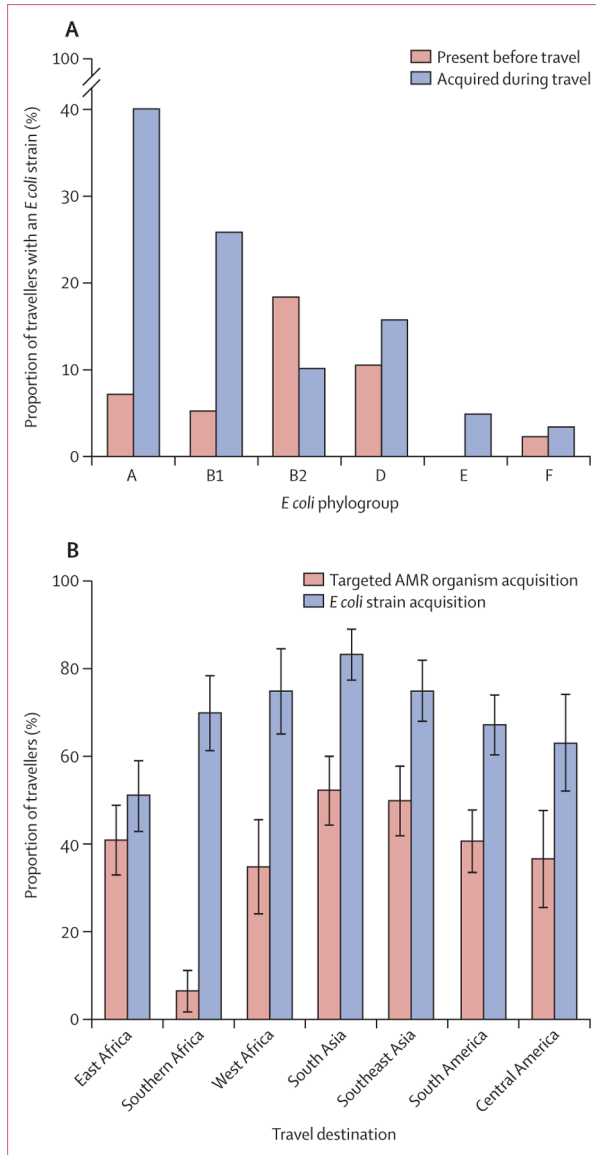 A
100
Present before travel
Acquired during travel
40
30
20
10
0
Proportion of travellers with an E coli strain (%)
A B1 B2 D E F
E coli phylogroup
B
100
Targeted AMR organism acquisition
E coli strain acquisition
80
60
40
20
0
Proportion of travellers (%)
East Africa
Southern Africa
West Africa
South Asia
Southeast Asia
South America
Central America
Travel destination